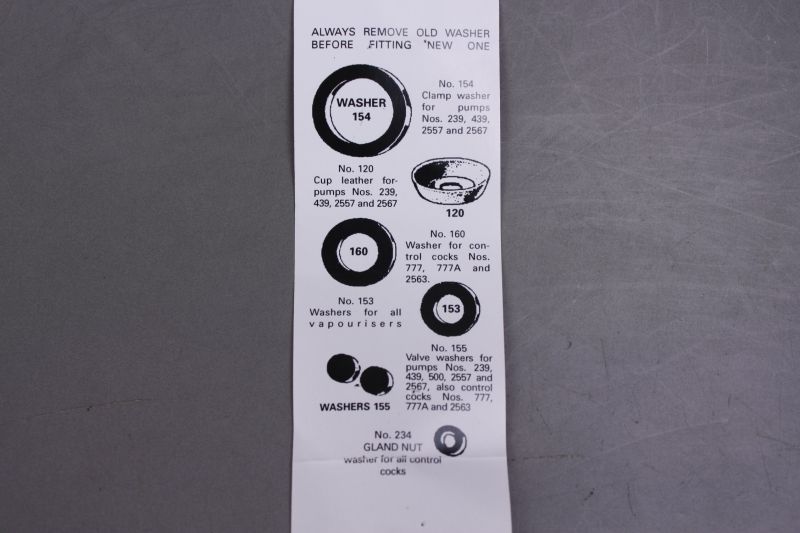 ALWAYS REMOVE OLD WASHER
BEFORE FITTING NEW ONE
WASHER
154
No. 154
Clamp washer
for pumps
Nos. 239, 439,
2557 and 2567
No. 120
Cup leather for
pumps Nos. 239,
439, 2557 and 2567
120
160
No. 160
Washer for con-
trol cocks Nos.
777, 777A and
2563.
No. 153
Washers for all
vapourisers
153
WASHERS 155
No. 155
Valve washers for
pumps Nos. 239,
439, 500, 2557 and
2567, also control
cocks Nos. 777,
777A and 2563
No. 234
GLAND NUT
washer for all control
cocks